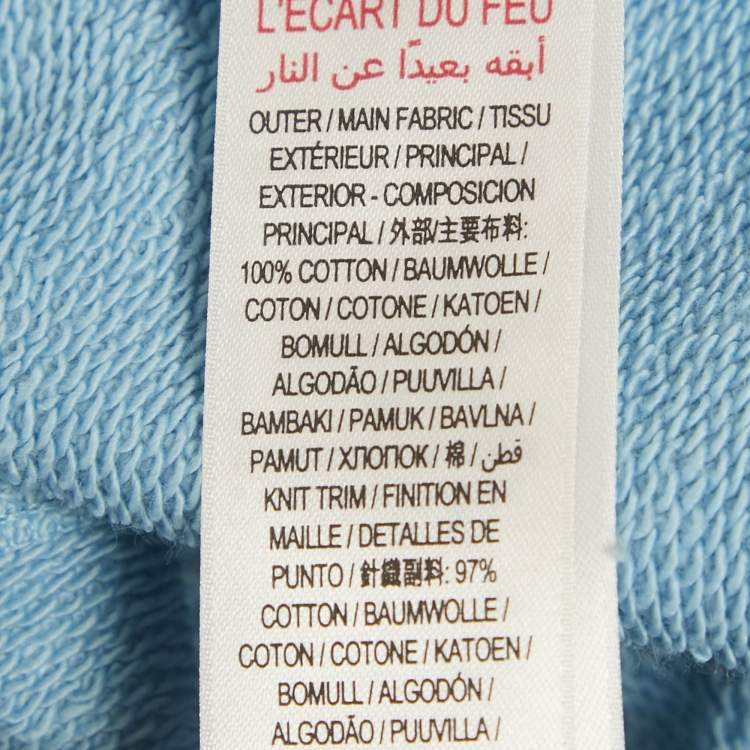 L'ECART DU FEU
أبقه بعيدًا عن النار
OUTER / MAIN FABRIC / TISSU
EXTÉRIEUR / PRINCIPAL /
EXTERIOR - COMPOSICION
PRINCIPAL / 外部/主要布料:
100% COTTON / BAUMWOLLE /
COTON / COTONE / KATOEN /
BOMULL / ALGODÓN /
ALGODÃO / PUUVILLA /
BAMBAKI / PAMUK / BAVLNA /
PAMUT / ХЛОПОК / 棉 / قطن
KNIT TRIM / FINITION EN
MAILLE / DETALLES DE
PUNTO / 針織副料: 97%
COTTON / BAUMWOLLE /
COTON / COTONE / KATOEN /
BOMULL / ALGODÓN /
ALGODÃO / PUUVILLA /